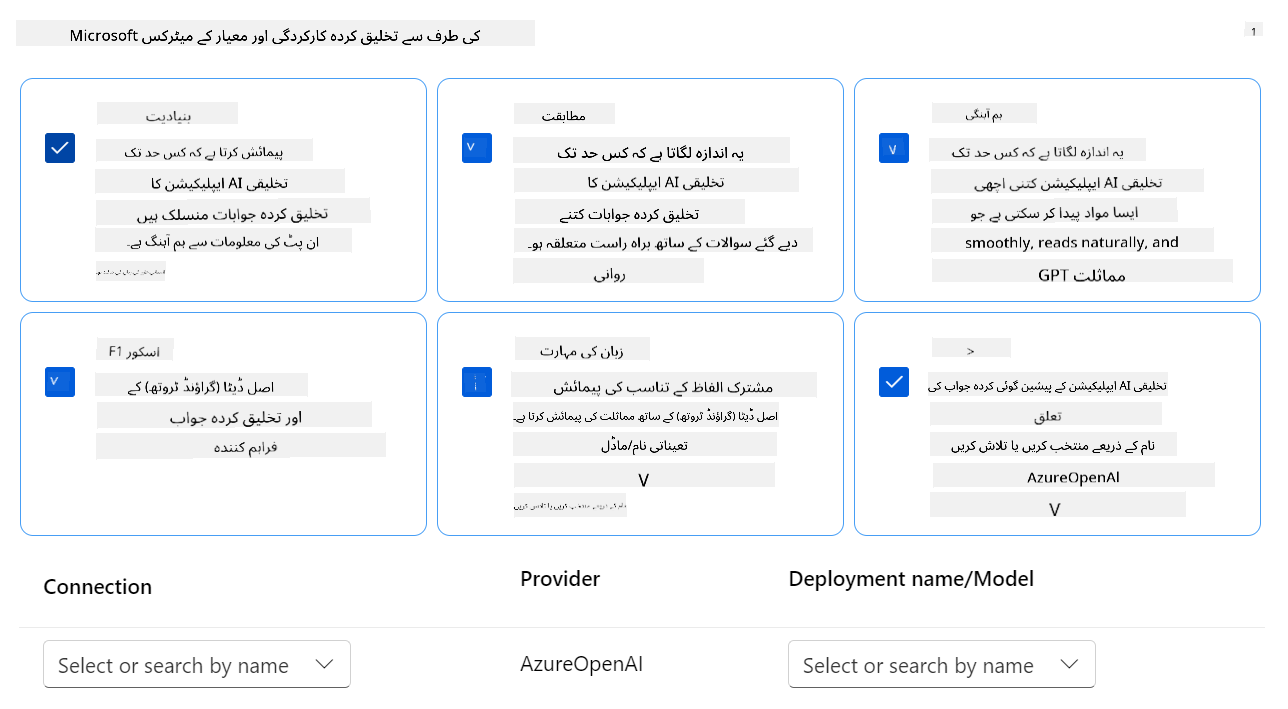 Microsoft کی طرف سے تخلیق کردہ کارکردگی اور معیار کے میٹرکس
1
بنیادیت
پیمائش کرتا ہے کہ کس حد تک
تخلیقی AI ایپلیکیشن کا
تخلیق کردہ جوابات منسلک ہیں
ان پٹ کی معلومات سے ہم آہنگ ہے۔
مطابقت
یہ اندازہ لگاتا ہے کہ کس حد تک
تخلیقی AI ایپلیکیشن کا
تخلیق کردہ جوابات کتنے
دیے گئے سوالات کے ساتھ براہ راست متعلقہ ہو۔
روانی
ہم آہنگی
یہ اندازہ لگاتا ہے کہ کس حد تک
تخلیقی AI ایپلیکیشن کتنی اچھی
ایسا مواد پیدا کر سکتی ہے جو
smoothly, reads naturally, and
GPT مماثلت
F1 اسکور
اصل ڈیٹا (گراؤنڈ ٹروتھ) کے
اور تخلیق کردہ جواب
فراہم کنندہ
زبان کی مہارت
مشترک الفاظ کے تناسب کی پیمائش
اصل ڈیٹا (گراؤنڈ ٹروتھ) کے ساتھ مماثلت کی پیمائش کرتا ہے۔
تعیناتی نام/ماڈل
V
نام کے ذریعے منتخب کریں یا تلاش کریں
>
تخلیقی AI ایپلیکیشن کے پیشین گوئی کردہ جواب کی
تعلق
نام کے ذریعے منتخب کریں یا تلاش کریں
AzureOpenAI
V
Connection
Provider
Deployment name/Model
Select or search by name
AzureOpenAI
Select or search by name